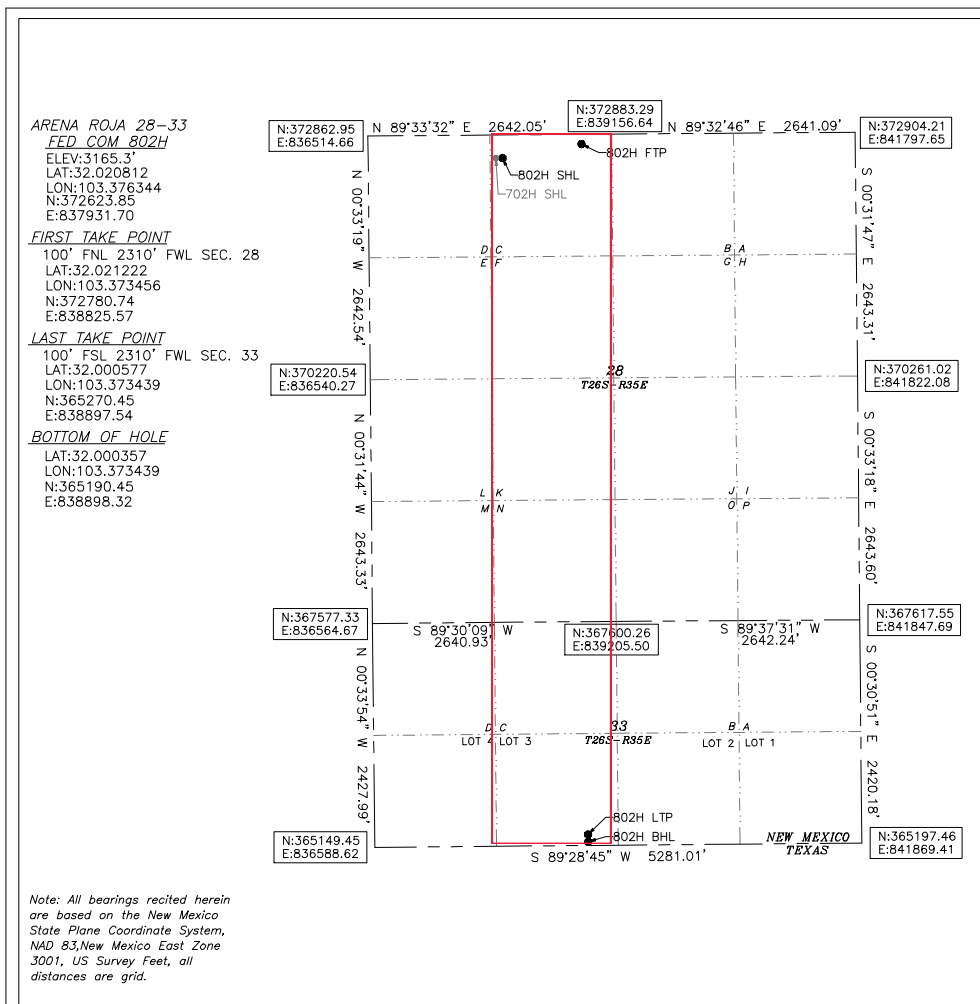 ARENA ROJA 28-33
FED COM 802H
ELEV:3165.3'
LAT:32.020812
LON:103.376344
N:372623.85
E:837931.70
FIRST TAKE POINT
100' FNL 2310' FWL SEC. 28
LAT:32.021222
LON:103.373456
N:372780.74
E:838825.57
LAST TAKE POINT
100' FSL 2310' FWL SEC. 33
LAT:32.000577
LON:103.373439
N:365270.45
E:838897.54
BOTTOM OF HOLE
LAT:32.000357
LON:103.373439
N:365190.45
E:838898.32
N:372862.95
E:836514.66
N 89°33'32" E 2642.05'
N:372883.29
E:839156.64
N 89°32'46" E 2641.09'
N:372904.21
E:841797.65
802H FTP
802H SHL
702H SHL
N 00°33'19" W 2642.54'
S 00°31'47" E 2643.31'
D C
E F
B A
G H
N:370220.54
E:836540.27
28
T26S-R35E
N:370261.02
E:841822.08
N 00°31'44" W 2643.33'
S 00°33'18" E 2643.60'
L K
M N
J I
O P
N:367577.33
E:836564.67
S 89°30'09" W
2640.93'
N:367600.26
E:839205.50
S 89°37'31" W
2642.24'
N:367617.55
E:841847.69
N 00°33'54" W 2427.99'
S 00°30'51" E 2420.18'
D C
LOT 4 LOT 3
33
T26S-R35E
B A
LOT 2 LOT 1
802H LTP
802H BHL
NEW MEXICO
TEXAS
N:365149.45
E:836588.62
S 89°28'45" W 5281.01'
N:365197.46
E:841869.41
Note: All bearings recited herein
are based on the New Mexico
State Plane Coordinate System,
NAD 83,New Mexico East Zone
3001, US Survey Feet, all
distances are grid.